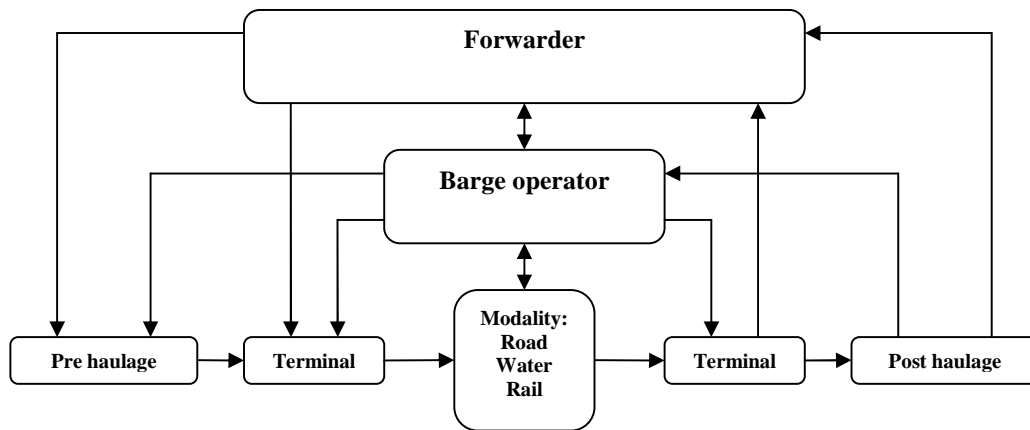 Forwarder
Barge operator
Modality:
Road
Water
Rail
Pre haulage
Terminal
Terminal
Post haulage